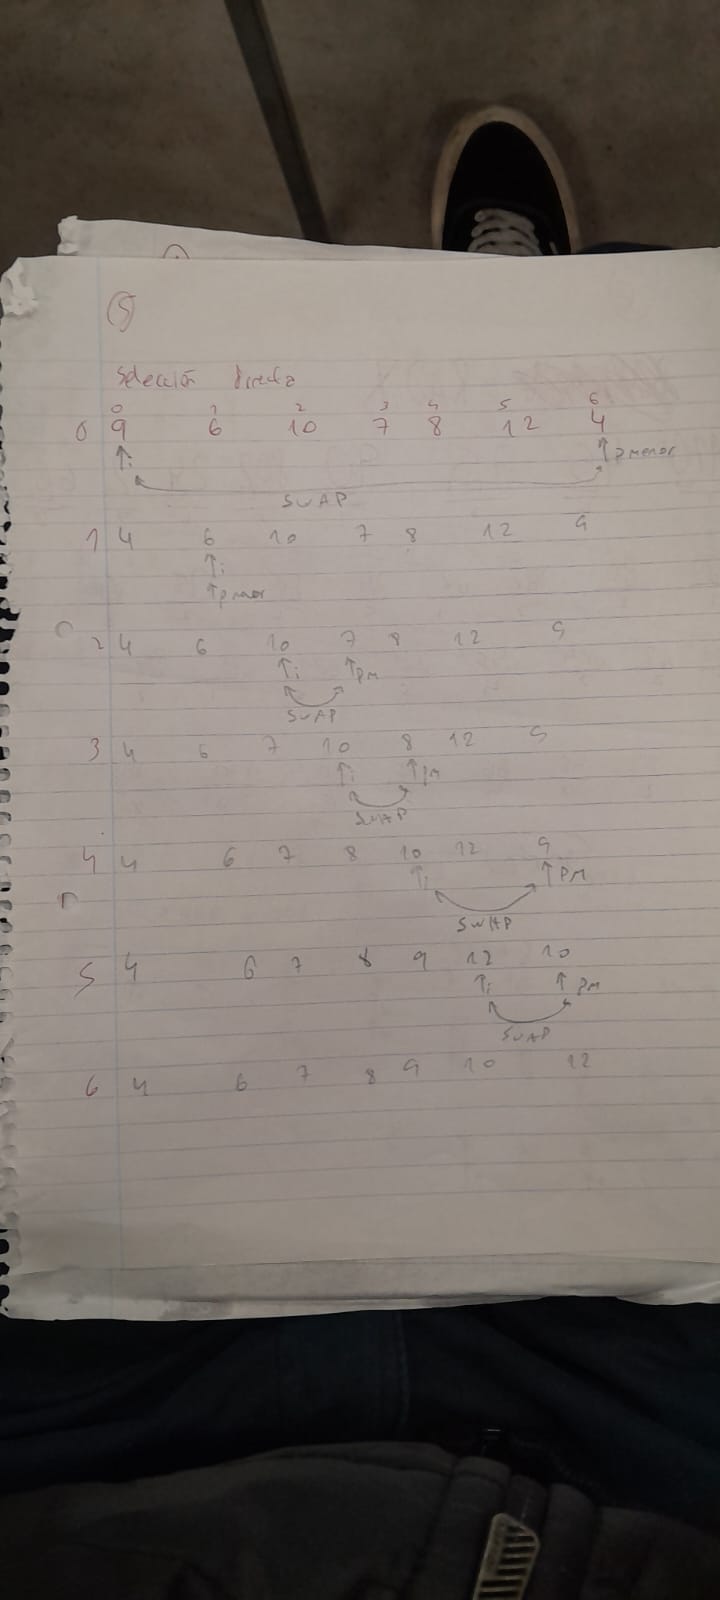 5
Selección directa
0 1 2 3 4 5 6
0 9 6 10 7 8 12 4
i pmenor
SWAP
1 4 6 10 7 8 12 9
i
pmenor
2 4 6 10 7 8 12 9
i PM
SWAP
3 4 6 7 10 8 12 9
i PM
SWAP
4 4 6 7 8 10 12 9
i PM
SWAP
5 4 6 7 8 9 12 10
i PM
SWAP
6 4 6 7 8 9 10 12